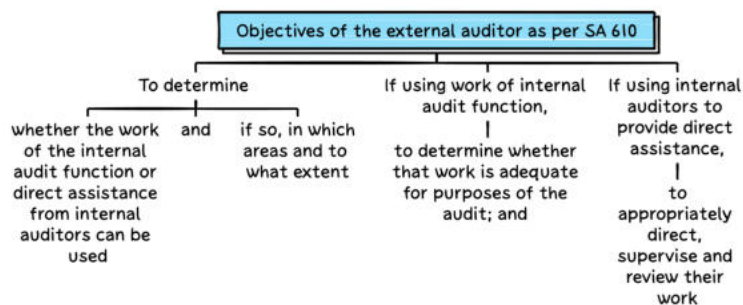 Objectives of the external auditor as per SA 610
To determine
whether the work
of the internal
audit function or
direct assistance
from internal
auditors can be
used
and
if so, in which
areas and to
what extent
If using work of internal
audit function,
to determine whether
that work is adequate
for purposes of the
audit; and
If using internal
auditors to
provide direct
assistance,
to
appropriately
direct,
supervise and
review their
work